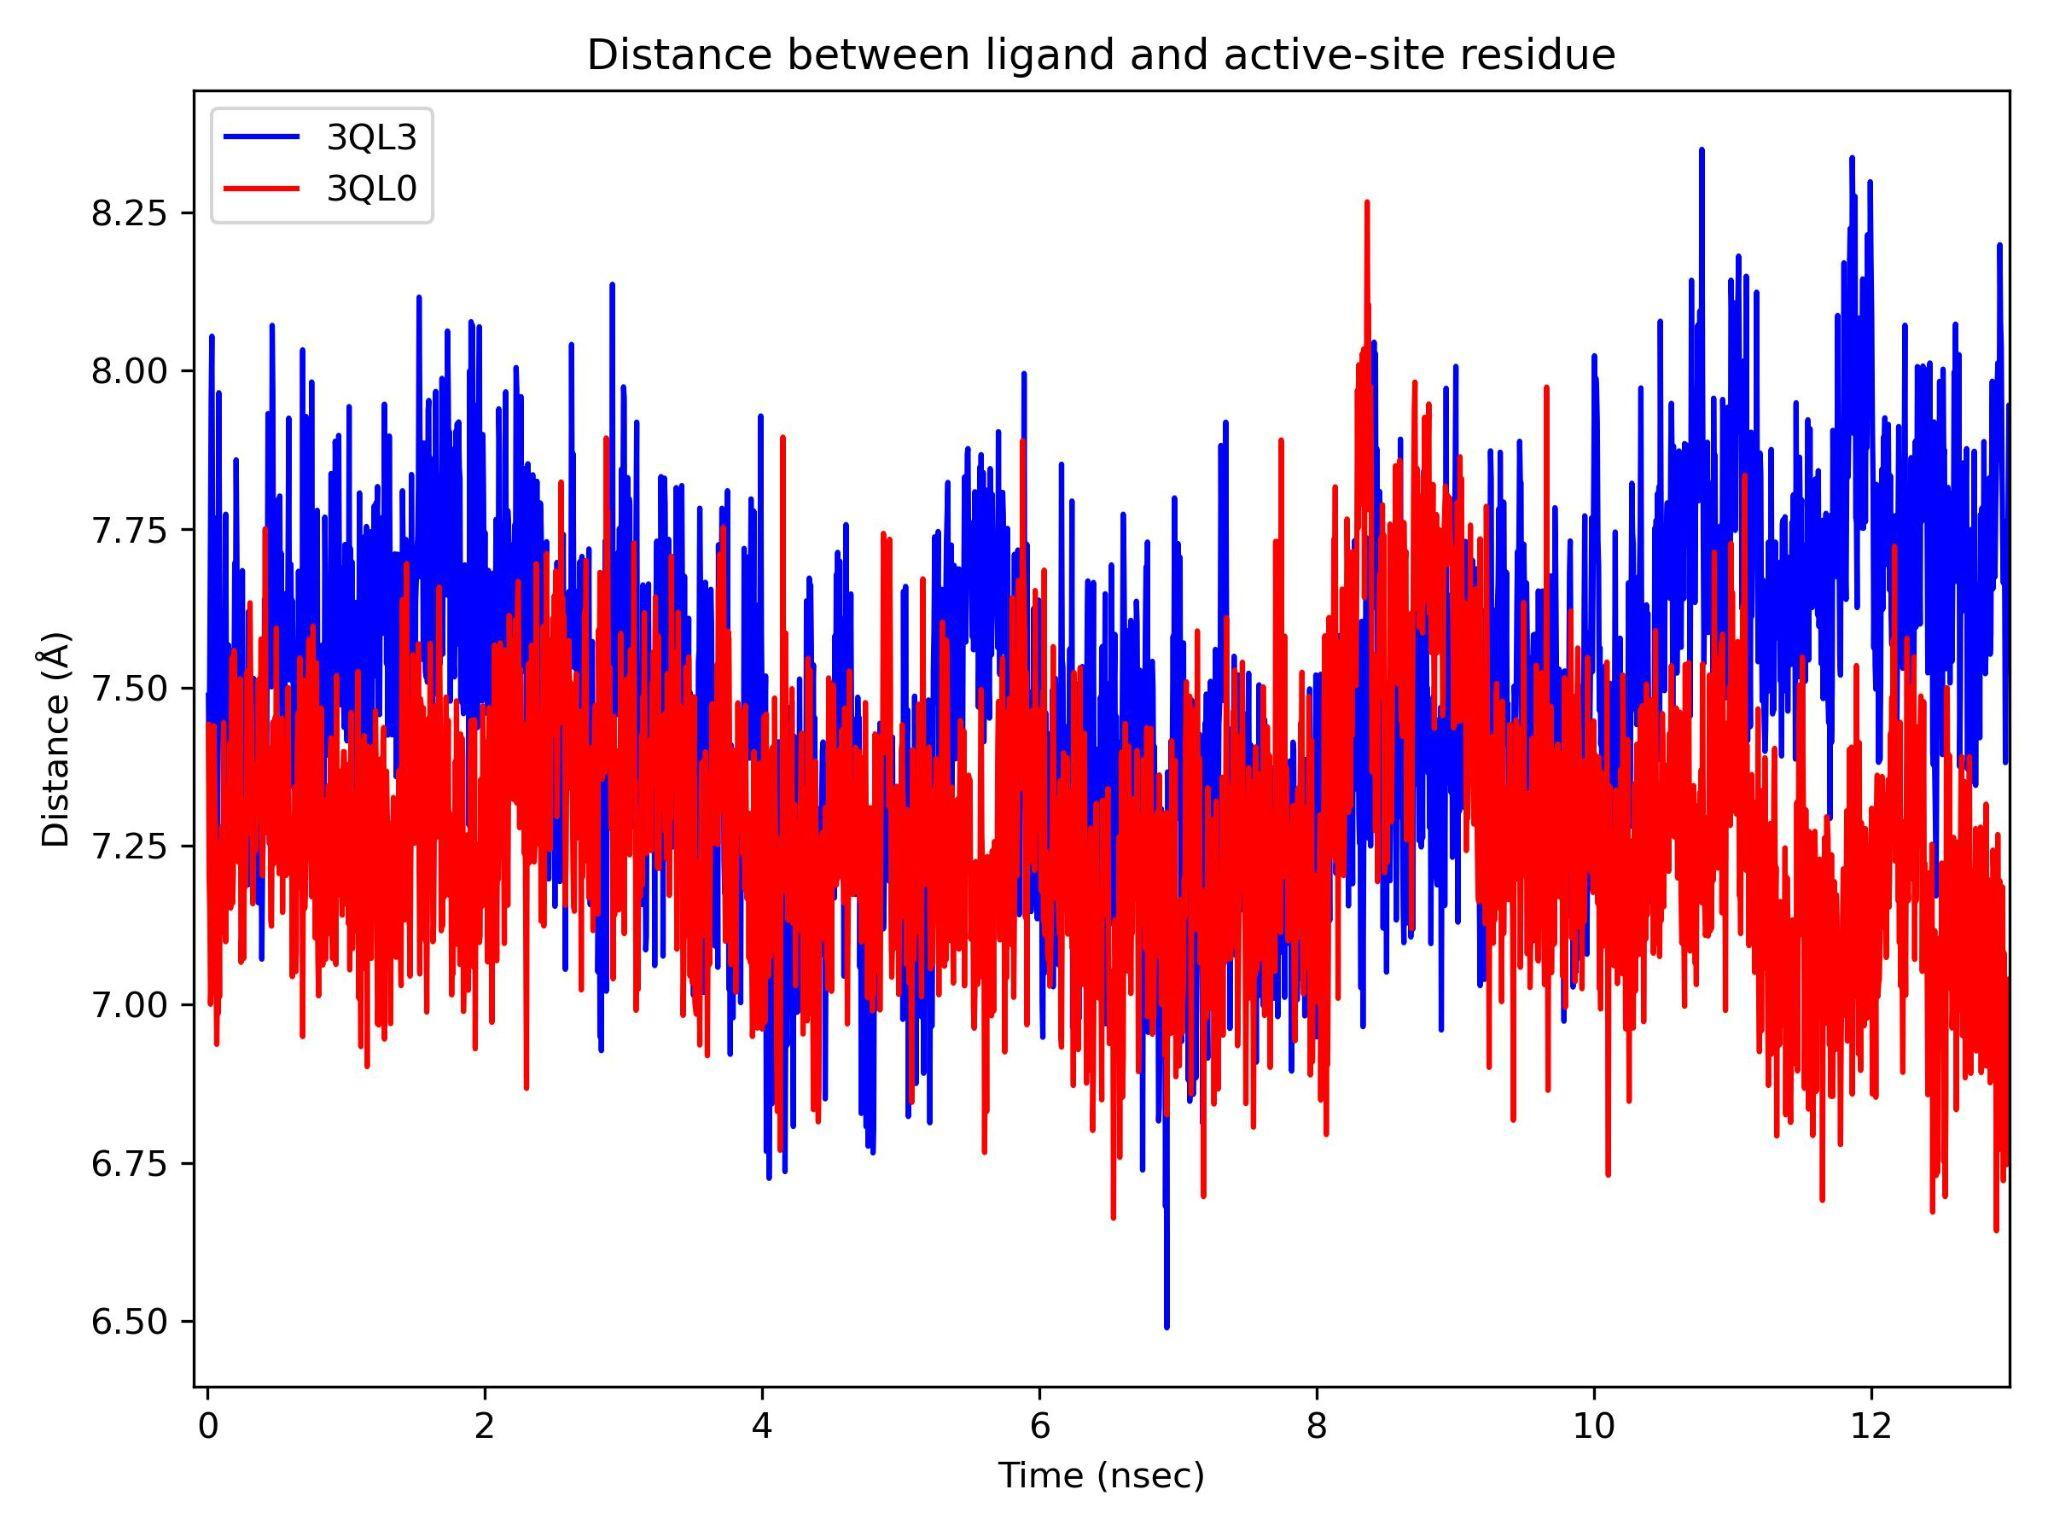 Distance between ligand and active-site residue
3QL3
3QL0
8.25
8.00
7.75
7.50
7.25
7.00
6.75
6.50
Distance (Å)
0 2 4 6 8 10 12
Time (nsec)